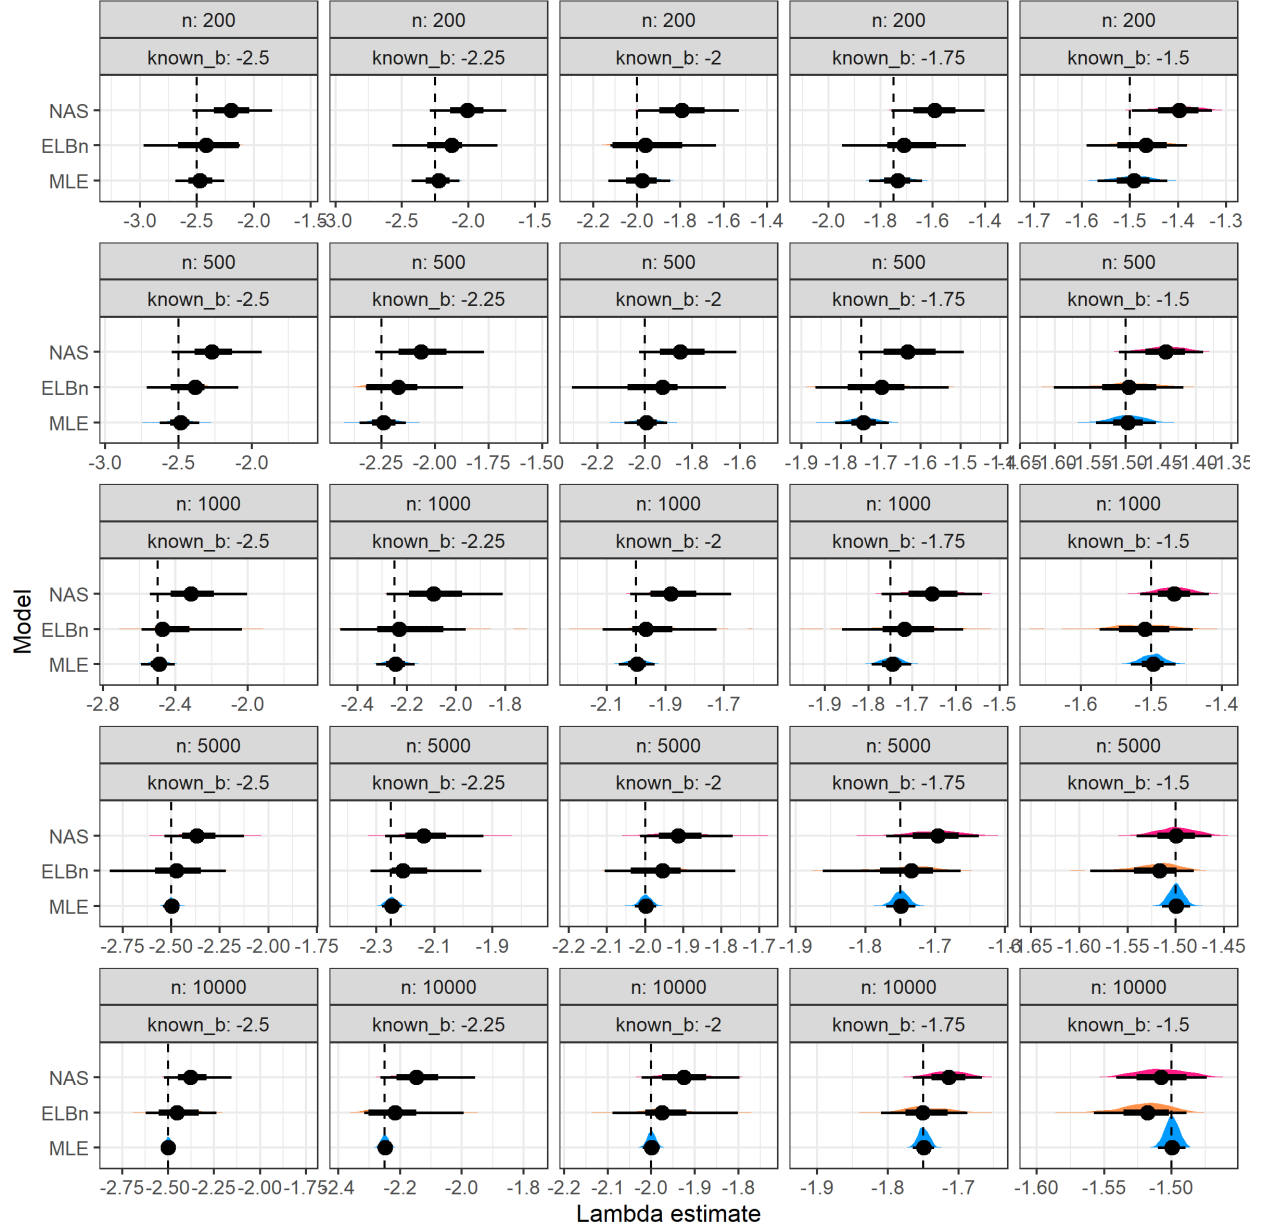 n: 200 n: 200 n: 200 n: 200 n: 200
known_b: -2.5 known_b: -2.25 known_b: -2 known_b: -1.75 known_b: -1.5
NAS
ELBn
MLE
-3.0 -2.5 -2.0 -1.5 -3.0 -2.5 -2.0 -1.5 -2.2 -2.0 -1.8 -1.6 -1.4 -2.0 -1.8 -1.6 -1.4 -1.7 -1.6 -1.5 -1.4 -1.3
n: 500 n: 500 n: 500 n: 500 n: 500
known_b: -2.5 known_b: -2.25 known_b: -2 known_b: -1.75 known_b: -1.5
NAS
ELBn
MLE
-3.0 -2.5 -2.0 -2.25 -2.00 -1.75 -1.50 -2.2 -2.0 -1.8 -1.6 -1.9 -1.8 -1.7 -1.6 -1.5 -1.4 -1.65 -1.60 -1.55 -1.50 -1.45 -1.40 -1.35
n: 1000 n: 1000 n: 1000 n: 1000 n: 1000
known_b: -2.5 known_b: -2.25 known_b: -2 known_b: -1.75 known_b: -1.5
Model
NAS
ELBn
MLE
-2.8 -2.4 -2.0 -2.4 -2.2 -2.0 -1.8 -2.1 -1.9 -1.7 -1.9 -1.8 -1.7 -1.6 -1.5 -1.6 -1.5 -1.4
n: 5000 n: 5000 n: 5000 n: 5000 n: 5000
known_b: -2.5 known_b: -2.25 known_b: -2 known_b: -1.75 known_b: -1.5
NAS
ELBn
MLE
-2.75 -2.50 -2.25 -2.00 -1.75 -2.3 -2.1 -1.9 -2.2 -2.1 -2.0 -1.9 -1.8 -1.7 -1.9 -1.8 -1.7 -1.6 -1.65 -1.60 -1.55 -1.50 -1.45
n: 10000 n: 10000 n: 10000 n: 10000 n: 10000
known_b: -2.5 known_b: -2.25 known_b: -2 known_b: -1.75 known_b: -1.5
NAS
ELBn
MLE
-2.75 -2.50 -2.25 -2.00 -1.75 -2.4 -2.2 -2.0 -1.8 -2.2 -2.1 -2.0 -1.9 -1.8 -1.9 -1.8 -1.7 -1.60 -1.55 -1.50
Lambda estimate